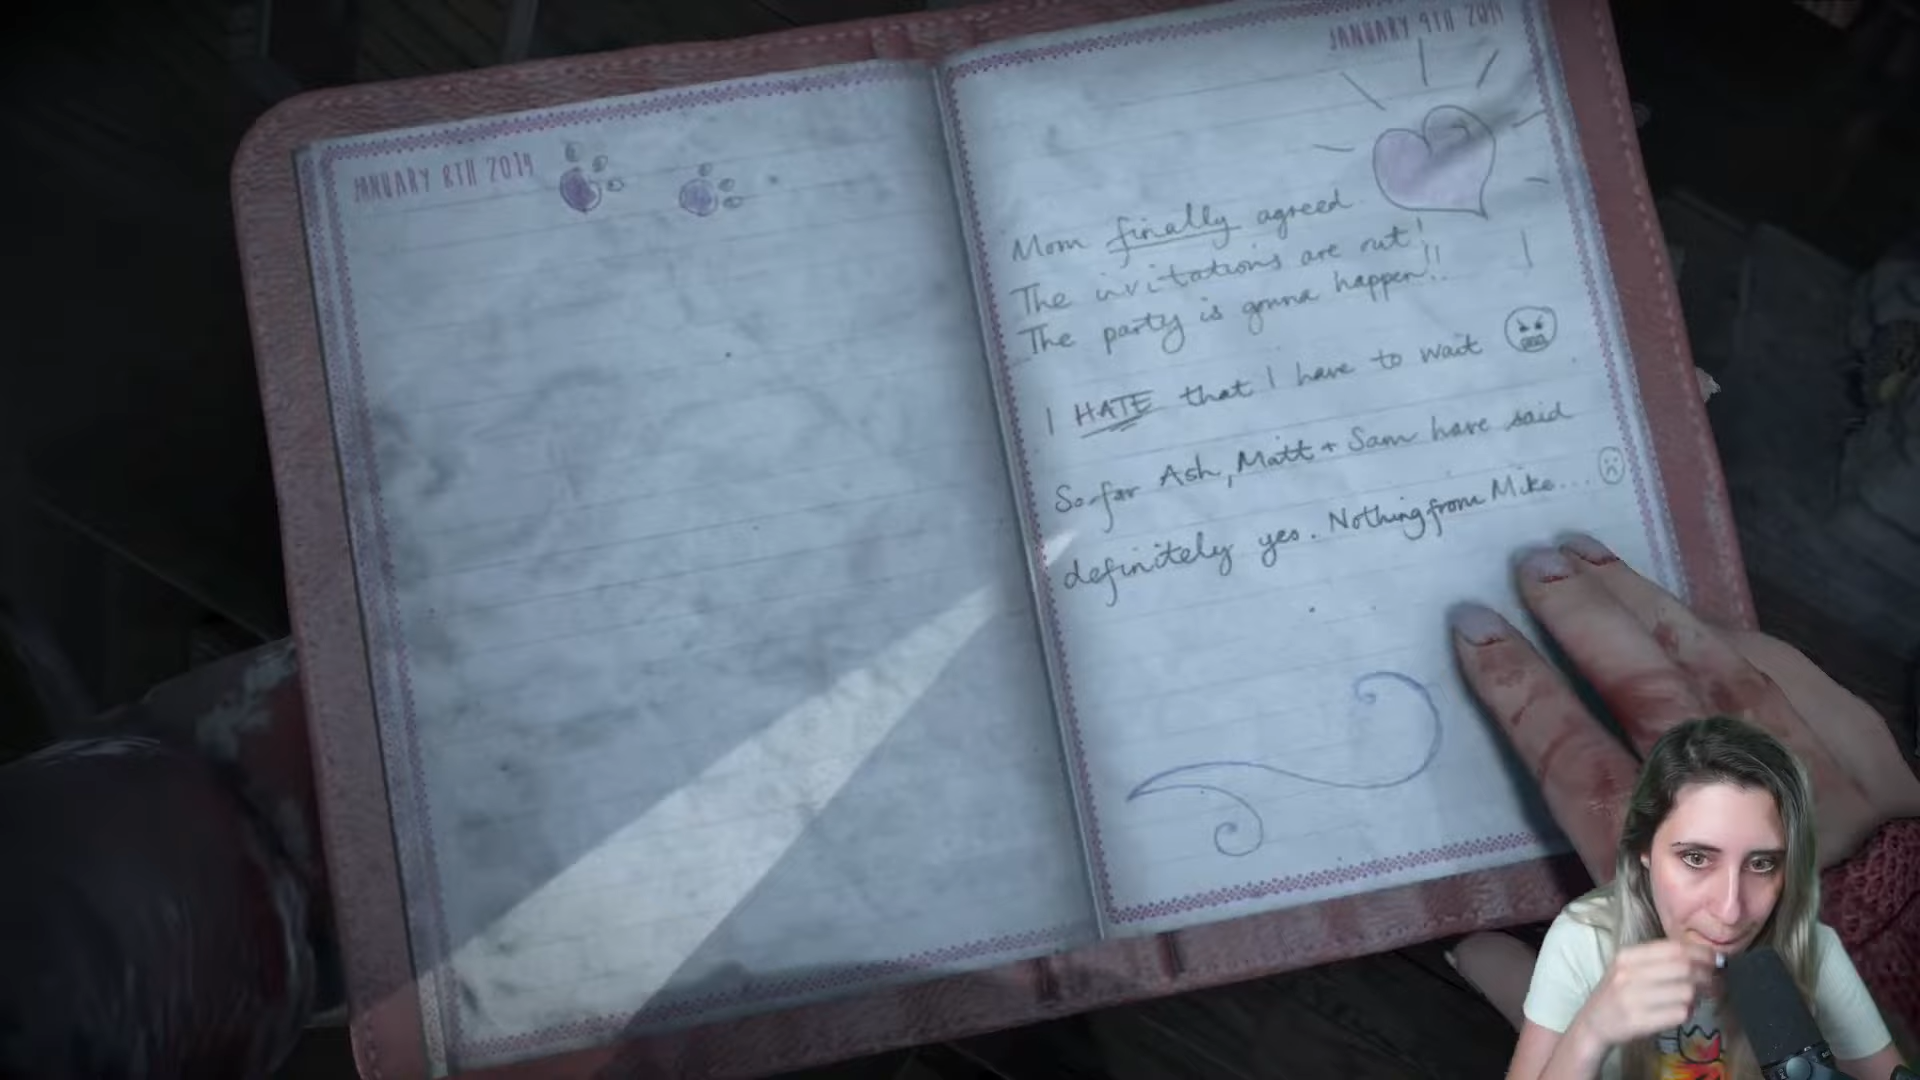 JANUARY 8TH 2014
JANUARY 9TH 2014
Mom finally agreed
The invitations are out!
The party is gonna happen!!
I HATE that I have to wait
So far Ash, Matt + Sam have said
definitely yes. Nothing from Mike...